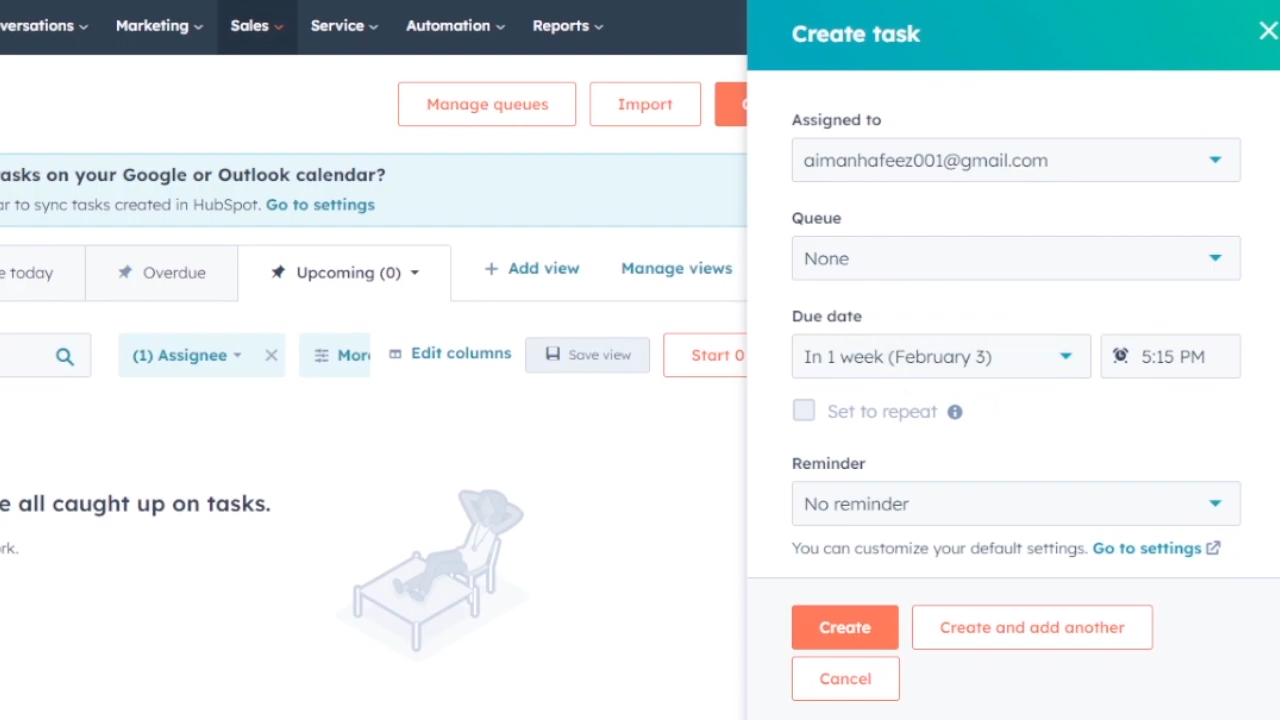 versations
Marketing
Sales
Service
Automation
Reports
Create task
Manage queues
Import
Assigned to
aimanhafeez001@gmail.com
asks on your Google or Outlook calendar?
ar to sync tasks created in HubSpot. Go to settings
Queue
None
e today
Overdue
Upcoming (0)
+ Add view
Manage views
Due date
In 1 week (February 3)
5:15 PM
(1) Assignee
More
Edit columns
Save view
Start 0
Set to repeat
Reminder
No reminder
You can customize your default settings. Go to settings
e all caught up on tasks.
rk.
Create
Create and add another
Cancel